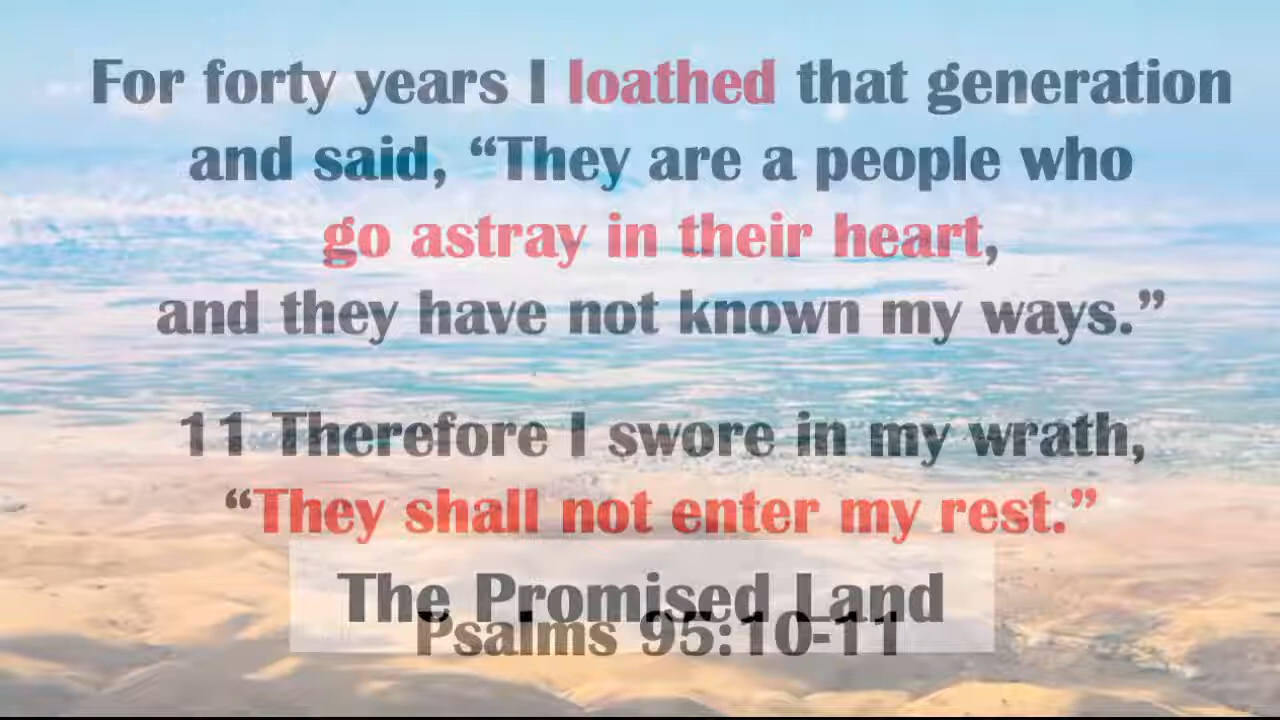 For forty years I loathed that generation
and said, “They are a people who
go astray in their heart,
and they have not known my ways.”
11 Therefore I swore in my wrath,
“They shall not enter my rest.”
The Promised Land
Psalms 95:10-11